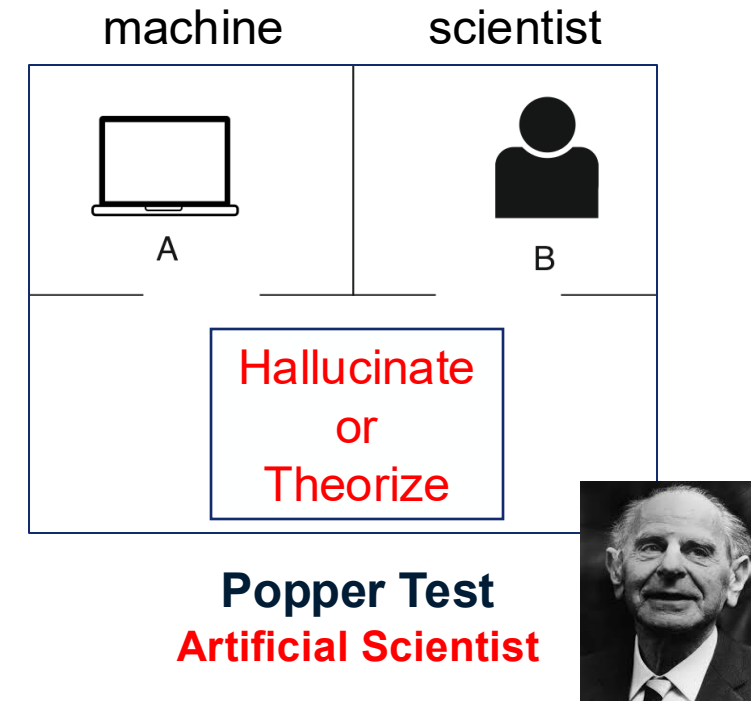 machine scientist
A B
Hallucinate
or
Theorize
Popper Test
Artificial Scientist